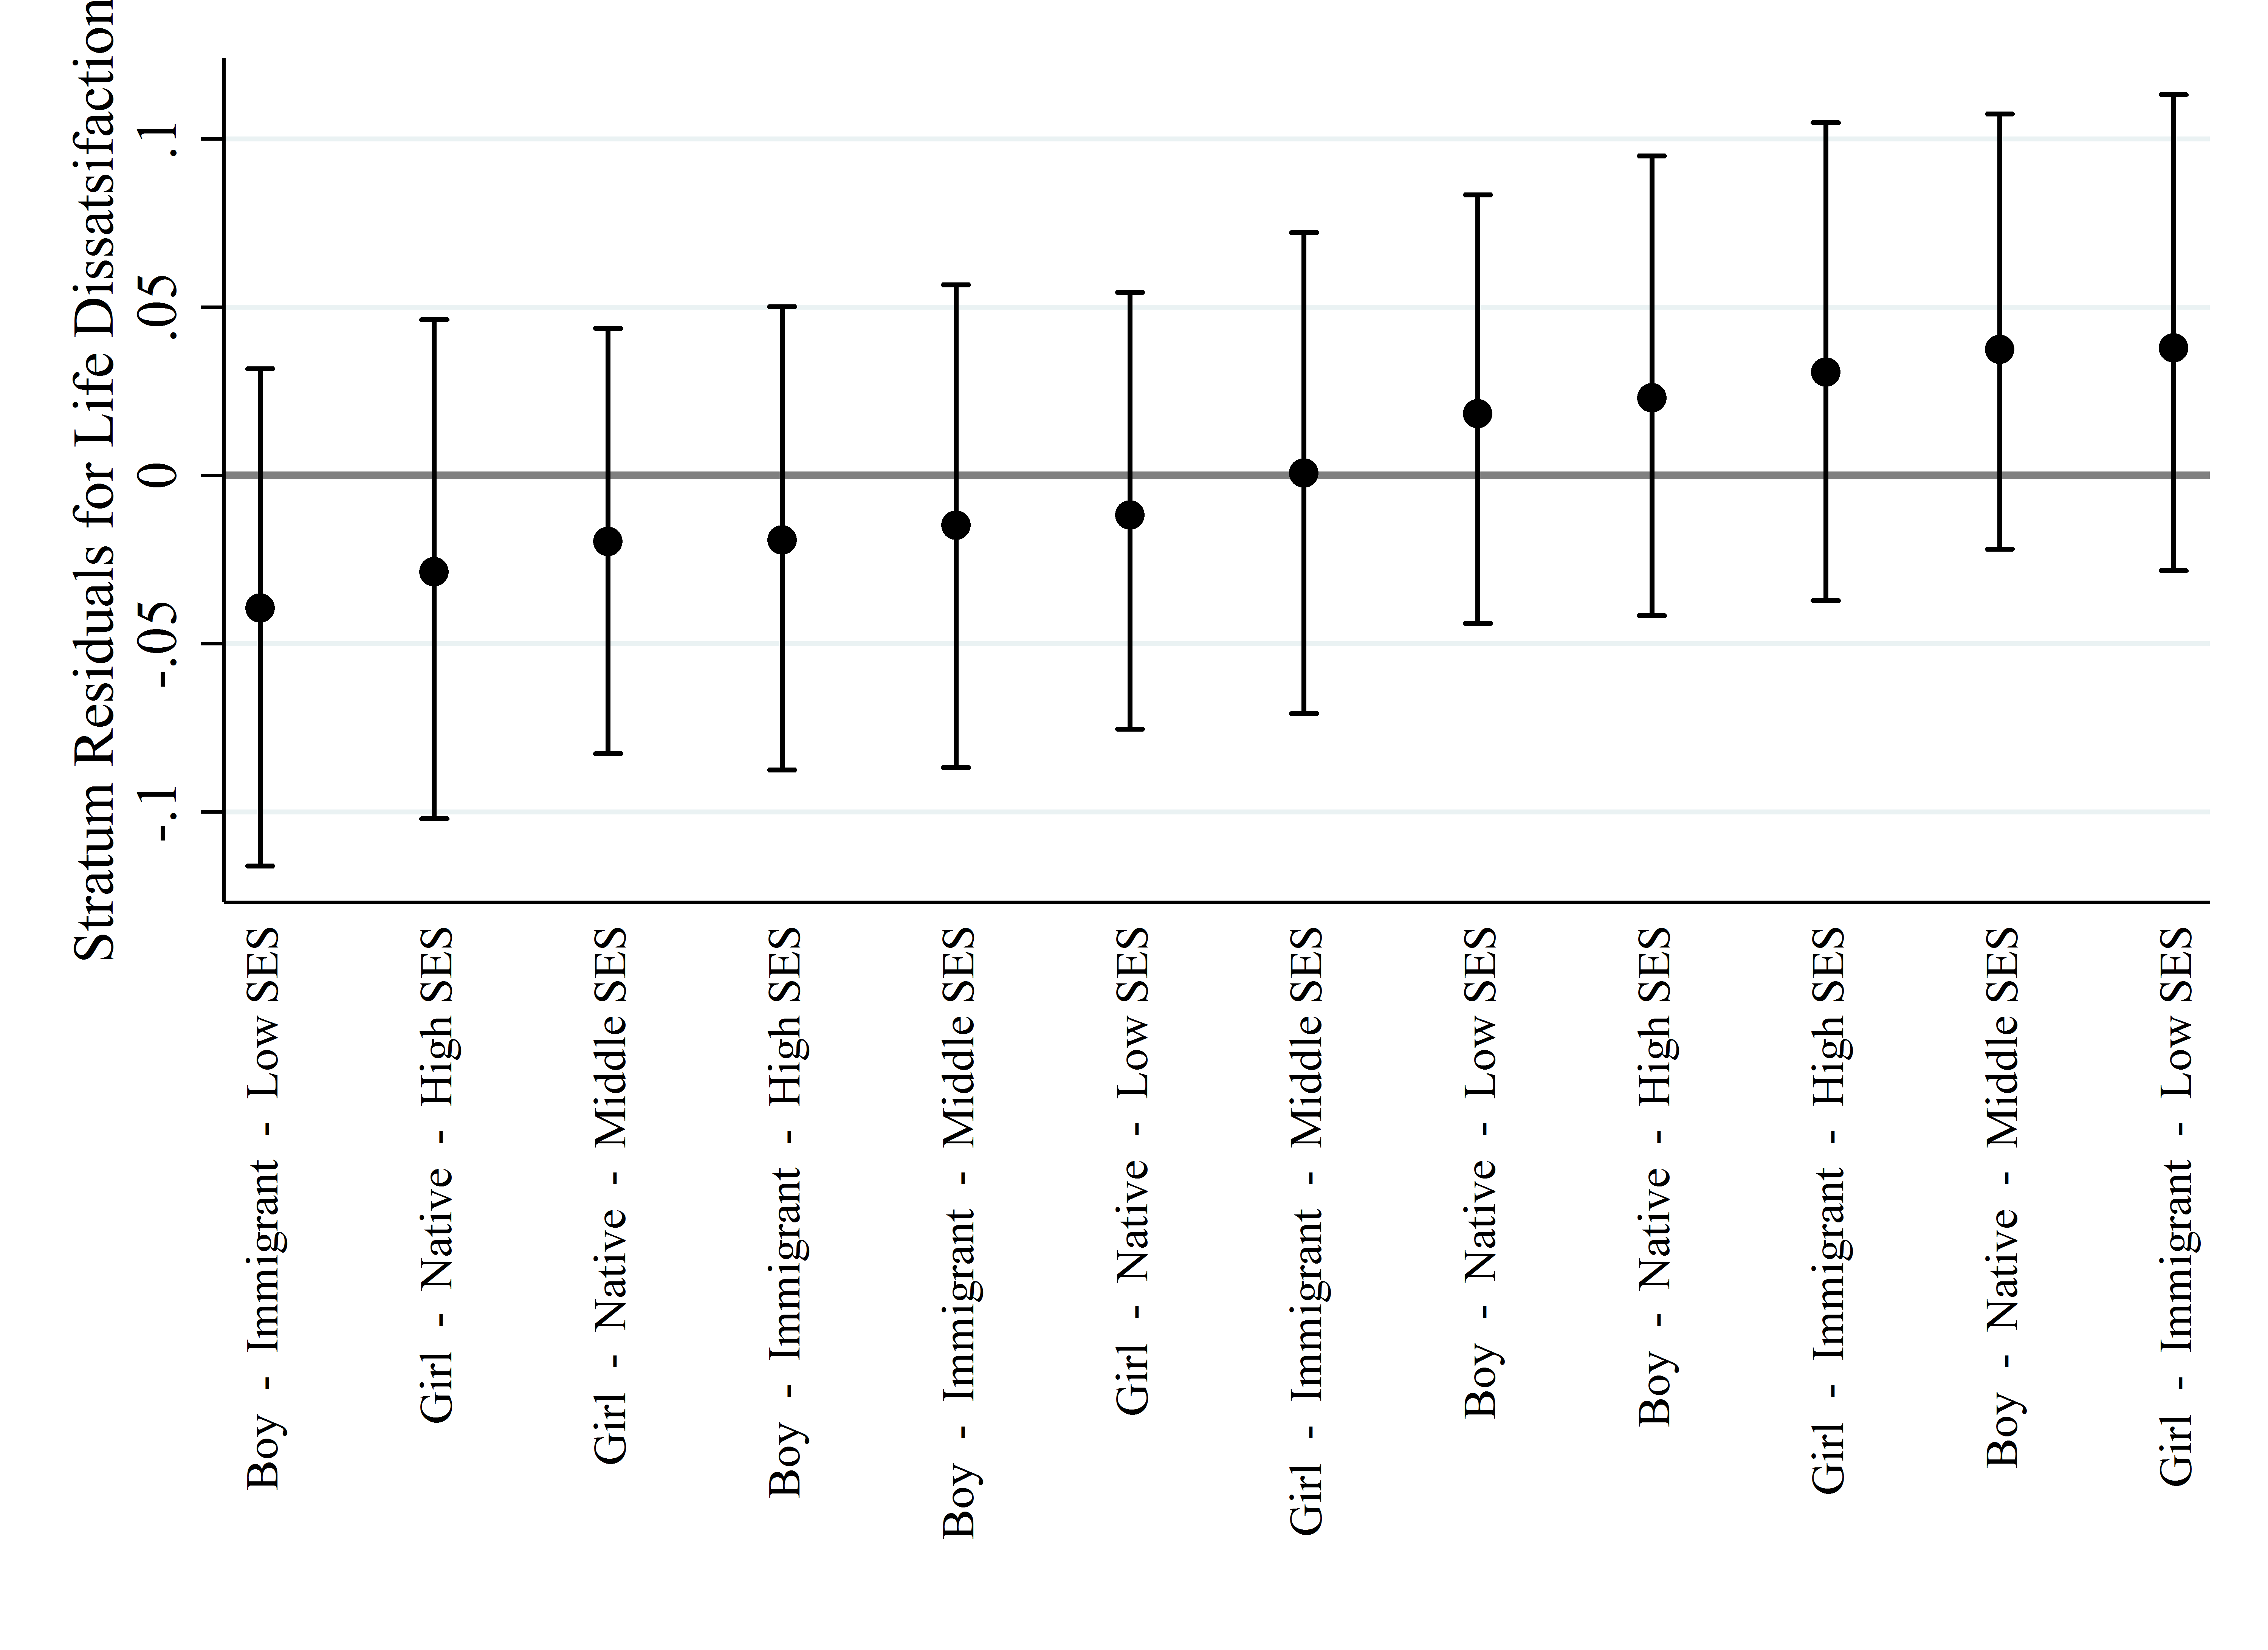 Stratum Residuals for Life Dissatsifaction
.1
.05
0
-.05
-.1
Boy - Immigrant - Low SES
Girl - Native - High SES
Girl - Native - Middle SES
Boy - Immigrant - High SES
Boy - Immigrant - Middle SES
Girl - Native - Low SES
Girl - Immigrant - Middle SES
Boy - Native - Low SES
Boy - Native - High SES
Girl - Immigrant - High SES
Boy - Native - Middle SES
Girl - Immigrant - Low SES